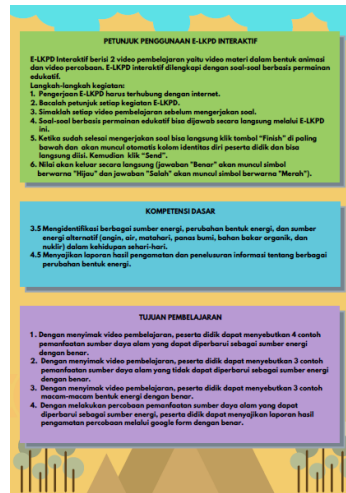 PETUNJUK PENGGUNAAN E-LKPD INTERAKTIF
E-LKPD Interaktif berisi 2 video pembelajaran yaitu video materi dalam bentuk animasi
dan video percobaan. E-LKPD interaktif dilengkapi dengan soal-soal berbasis permainan
edukatif.
Langkah-langkah kegiatan:
1. Pengerjaan E-LKPD harus terhubung dengan internet.
2. Bacalah petunjuk setiap kegiatan E-LKPD.
3. Simaklah setiap video pembelajaran sebelum mengerjakan soal.
4. Soal-soal berbasis permainan edukatif bisa dijawab secara langsung melalui E-LKPD
ini.
5. Ketika sudah selesai mengerjakan soal bisa langsung klik tombol “Finish” di paling
bawah dan akan muncul otomatis kolom identitas diri peserta didik dan bisa
langsung diisi. Kemudian klik “Send”.
6. Nilai akan keluar secara langsung (jawaban "Benar" akan muncul simbol
berwarna "Hijau" dan jawaban "Salah" akan muncul simbol berwarna "Merah").
KOMPETENSI DASAR
3.5 Mengidentifikasi berbagai sumber energi, perubahan bentuk energi, dan sumber
energi alternatif (angin, air, matahari, panas bumi, bahan bakar organik, dan
nuklir) dalam kehidupan sehari-hari.
4.5 Menyajikan laporan hasil pengamatan dan penelusuran informasi tentang berbagai
perubahan bentuk energi.
TUJUAN PEMBELAJARAN
1. Dengan menyimak video pembelajaran, peserta didik dapat menyebutkan 4 contoh
pemanfaatan sumber daya alam yang dapat diperbarui sebagai sumber energi
dengan benar.
2. Dengan menyimak video pembelajaran, peserta didik dapat menyebutkan 3 contoh
pemanfaatan sumber daya alam yang tidak dapat diperbarui sebagai sumber energi
dengan benar.
3. Dengan menyimak video pembelajaran, peserta didik dapat menyebutkan 3 contoh
macam-macam bentuk energi dengan benar.
4. Dengan melakukan percobaan pemanfaatan sumber daya alam yang dapat
diperbarui sebagai sumber energi, peserta didik dapat menyajikan laporan hasil
pengamatan percobaan melalui google form dengan benar.